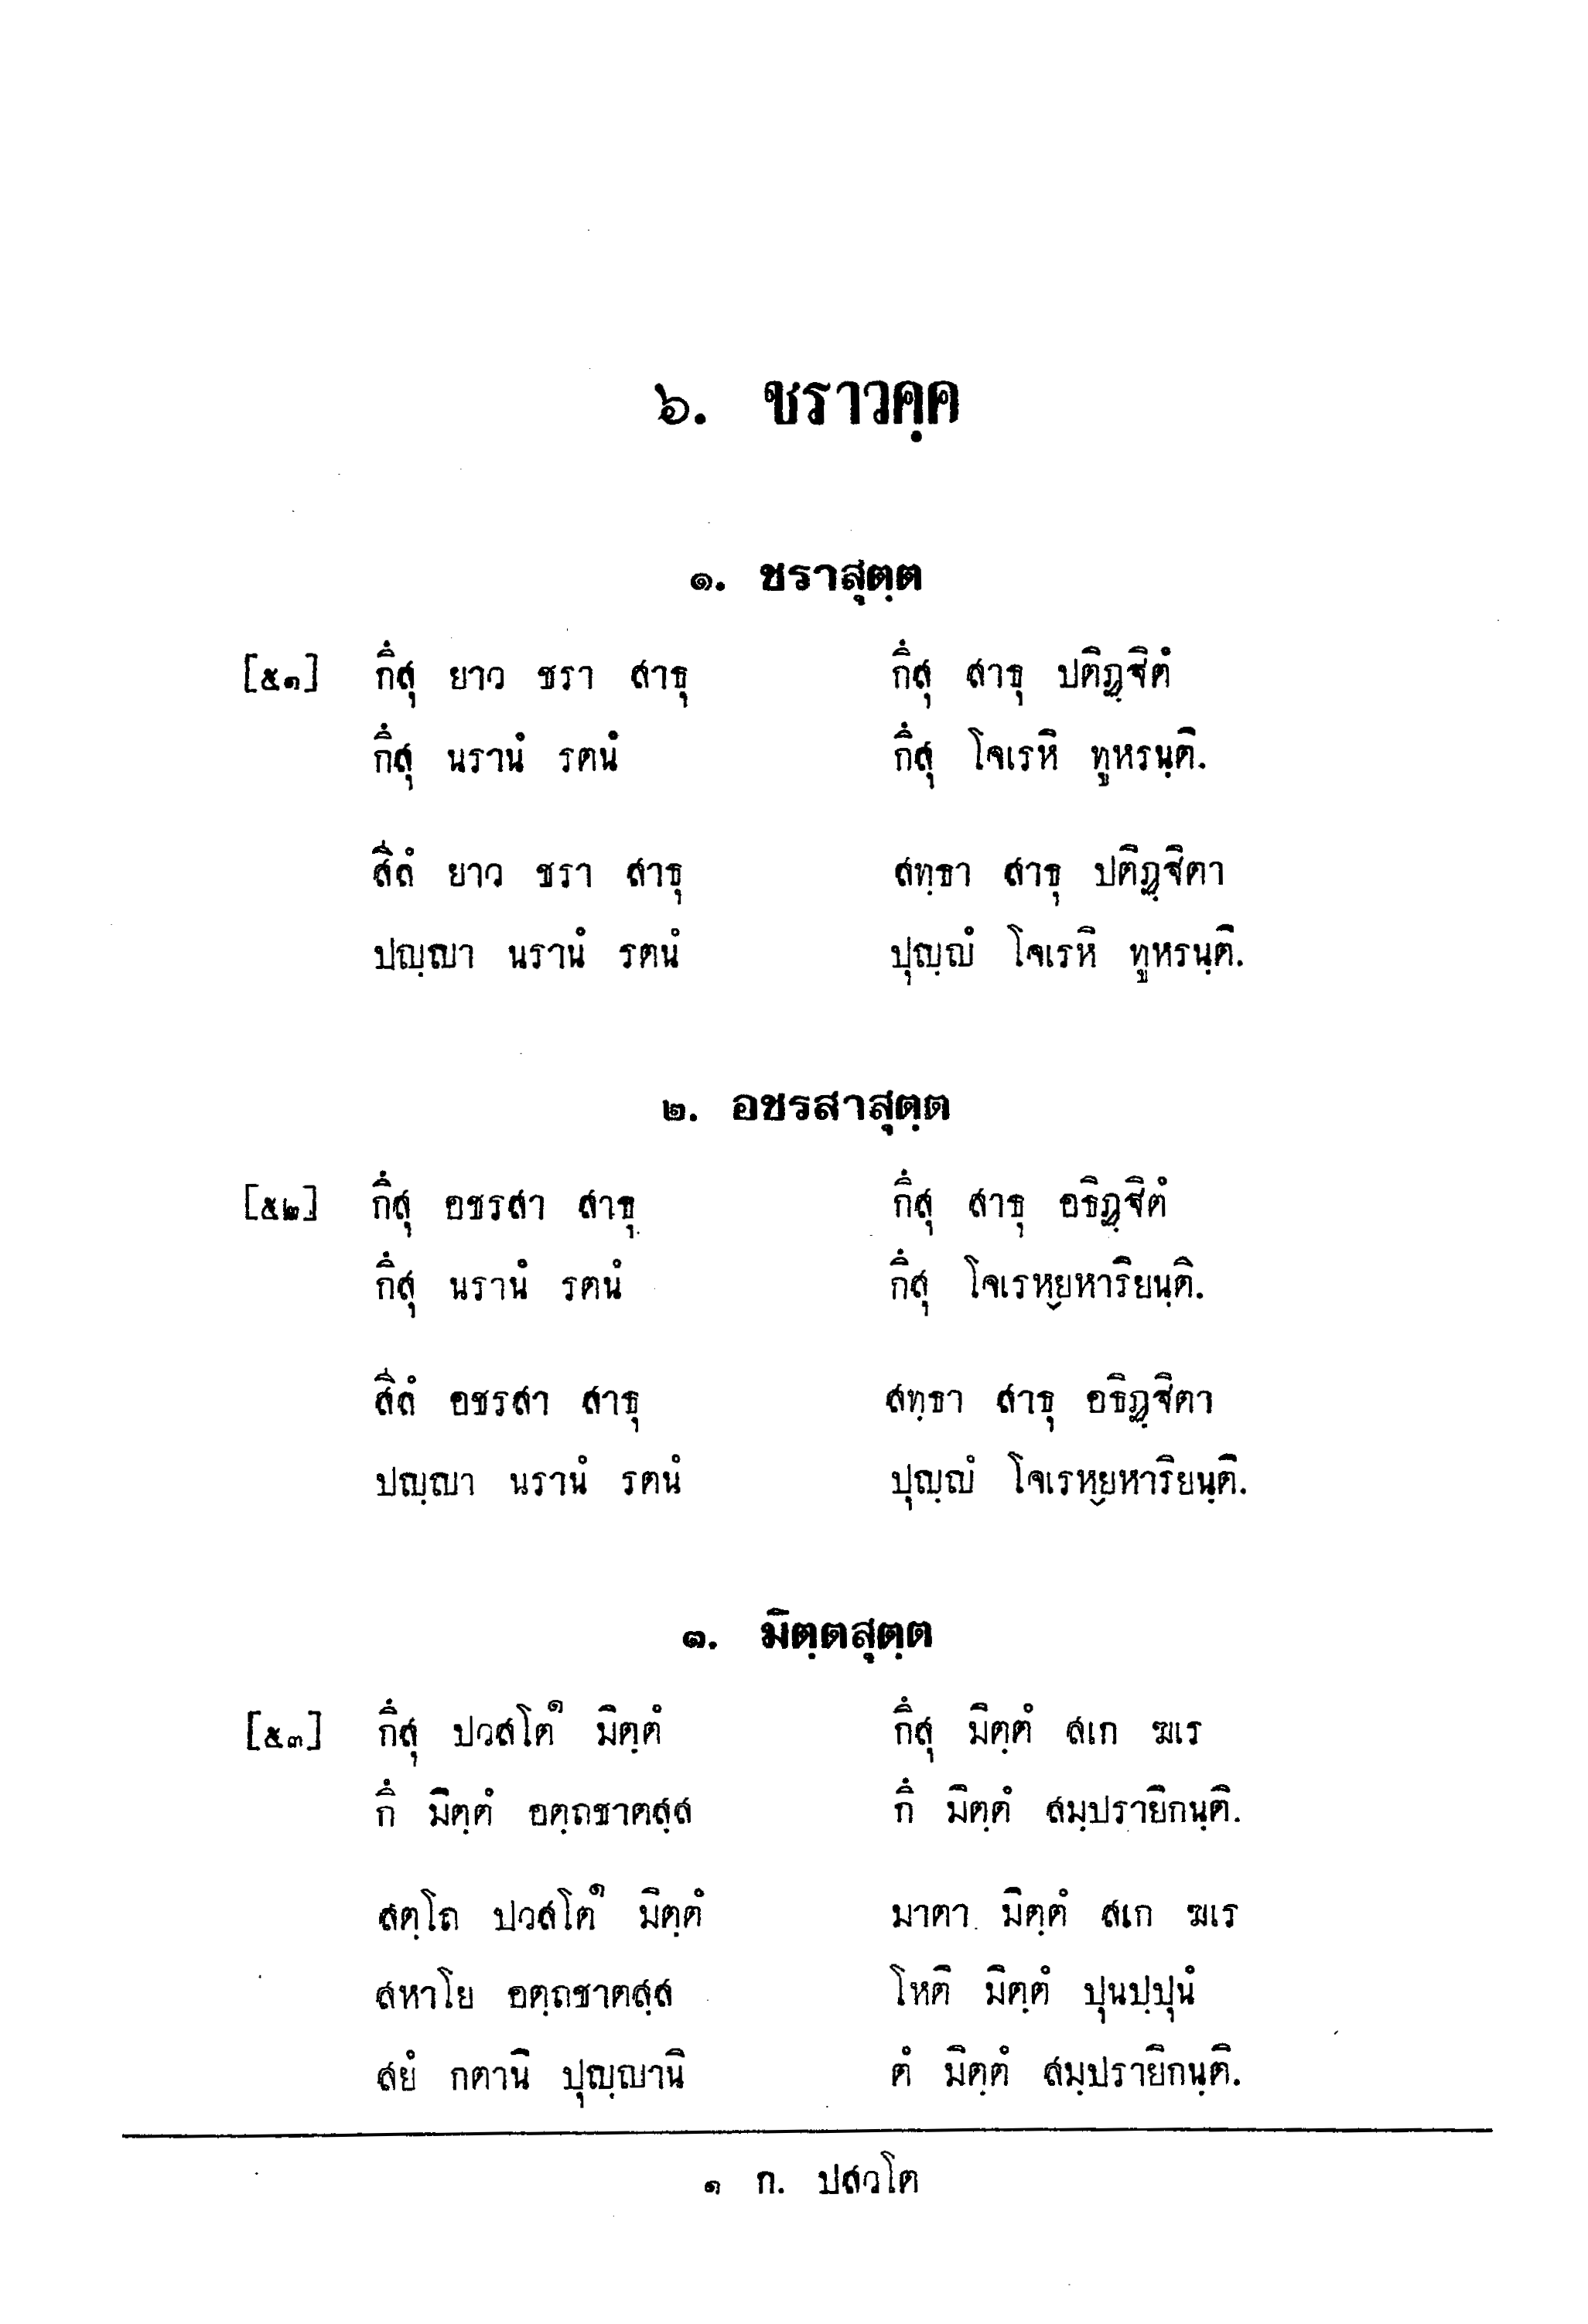 ๖. ชราวคฺค
๑. ชราสุตฺต
[๕๑] กึสุ ยาว ชรา สาธุ กึสุ สาธุ ปติฏฺฐิตํ
กึสุ นรานํ รตนํ กึสุ โจเรหิ ทูหรนฺติ.
สีลํ ยาว ชรา สาธุ สทฺธา สาธุ ปติฏฺฐิตา
ปญฺญา นรานํ รตนํ ปุญฺญํ โจเรหิ ทูหรนฺติ.
๒. อชรสาสุตฺต
[๕๒] กึสุ อชรสา สาธุ กึสุ สาธุ อธิฏฺฐิตํ
กึสุ นรานํ รตนํ กึสุ โจเรหฺยหาริยนฺติ.
สีลํ อชรสา สาธุ สทฺธา สาธุ อธิฏฺฐิตา
ปญฺญา นรานํ รตนํ ปุญฺญํ โจเรหฺยหาริยนฺติ.
๓. มิตฺตสุตฺต
[๕๓] กึสุ ปวสโต๑ มิตฺตํ กึสุ มิตฺตํ สเก ฆเร
กึ มิตฺตํ อตฺถชาตสฺส กึ มิตฺตํ สมฺปรายิกนฺติ.
สตฺโถ ปวสโต๑ มิตฺตํ มาตา มิตฺตํ สเก ฆเร
สหาโย อตฺถชาตสฺส โหติ มิตฺตํ ปุนปฺปุนํ
สยํ กตานิ ปุญฺญานิ ตํ มิตฺตํ สมฺปรายิกนฺติ.
๑ ก. ปสวโต